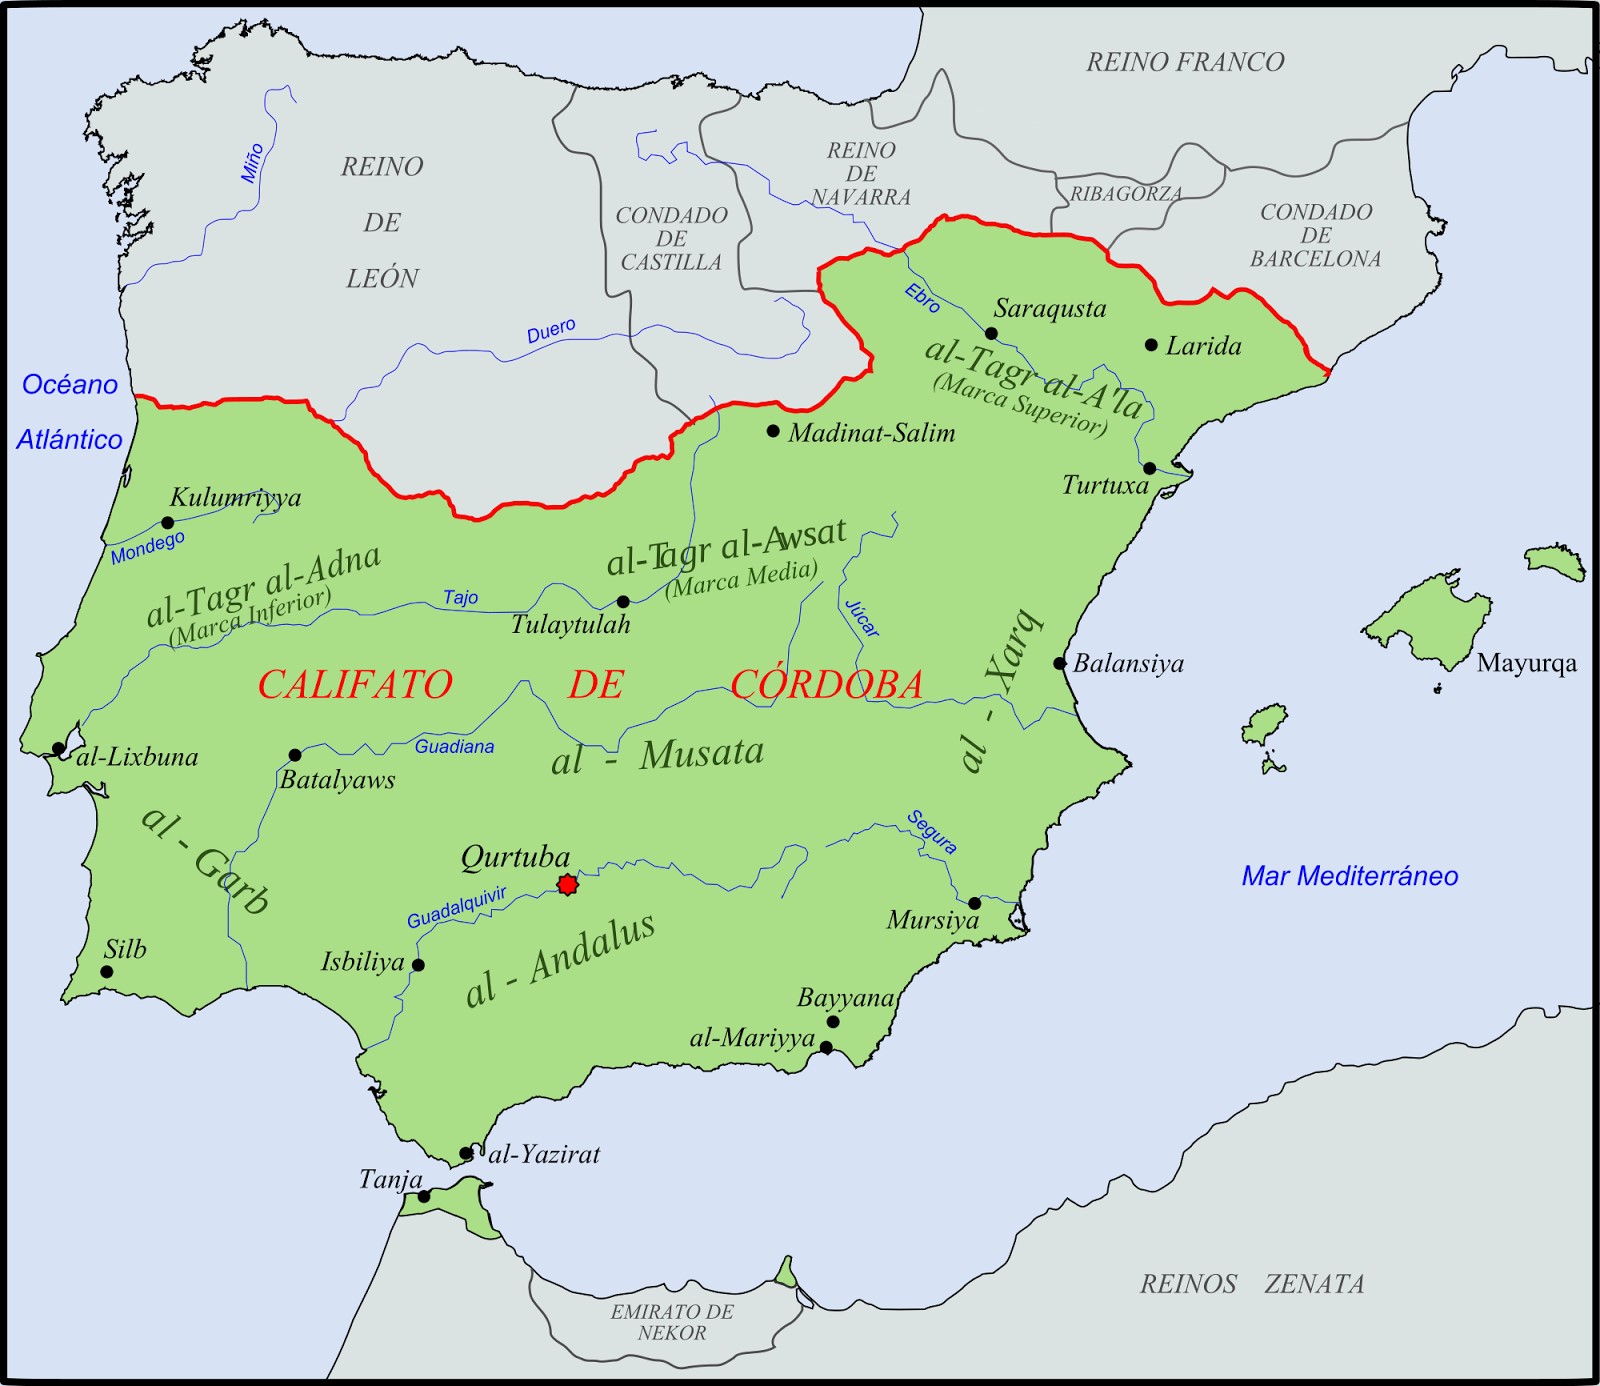 REINO FRANCO
Miño
REINO
DE
LEÓN
CONDADO
DE
CASTILLA
REINO
DE
NAVARRA
RIBAGORZA
CONDADO
DE
BARCELONA
Ebro
Saraqusta
Larida
Duero
al-Tagr al-A'la
(Marca Superior)
Océano
Atlántico
Madinat-Salim
Turtuxa
Kulumriyya
Mondego
al-Tagr al-Adna
(Marca Inferior)
al-Tagr al-Awsat
(Marca Media)
Tajo
Tulaytulah
Júcar
al - Xarq
Balansiya
Mayurqa
CALIFATO DE CÓRDOBA
al-Lixbuna
Guadiana
Batalyaws
al - Musata
al - Garb
Segura
Qurtuba
Guadalquivir
Mar Mediterráneo
Mursiya
al - Andalus
Silb
Isbiliya
Bayyana
al-Mariyya
al-Yazirat
Tanja
EMIRATO DE
NEKOR
REINOS ZENATA